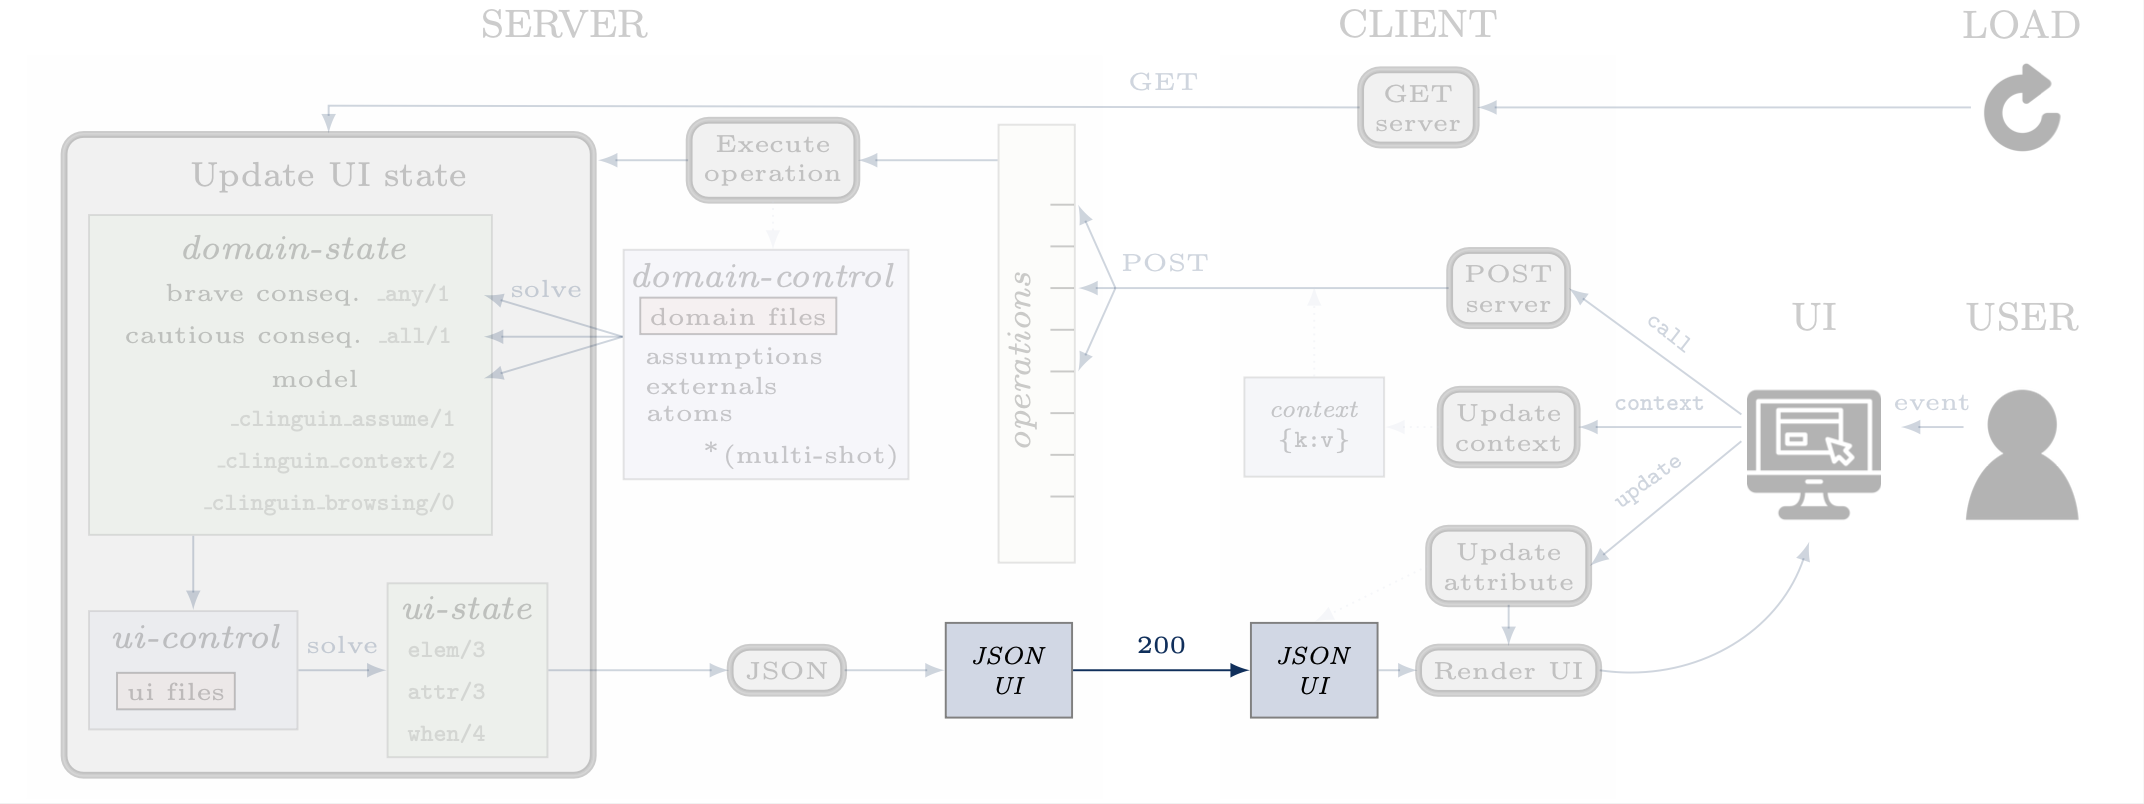 SERVER
CLIENT
LOAD
GET
GET
server
Execute
operation
Update UI state
domain-state
brave conseq. _any/1
cautious conseq. _all/1
model
_clinguin_assume/1
_clinguin_context/2
_clinguin_browsing/0
solve
domain-control
domain files
assumptions
externals
atoms
*(multi-shot)
operations
POST
POST
server
call
UI
USER
context
{k:v}
Update
context
context
event
update
Update
attribute
ui-control
ui files
solve
ui-state
elem/3
attr/3
when/4
JSON
JSON
UI
200
JSON
UI
Render UI